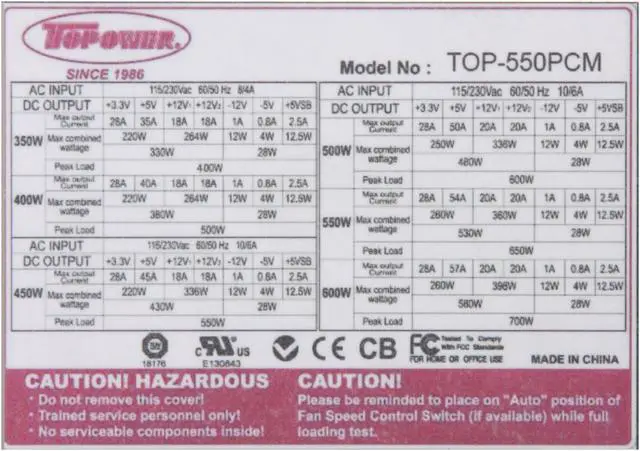 TOPOWER®
SINCE 1986
Model No : TOP-550PCM
AC INPUT 115/230Vac 60/50 Hz 8/4A
DC OUTPUT +3.3V +5V +12V1 +12V2 -12V -5V +5VSB
350W Max output Current 28A 35A 18A 18A 1A 0.8A 2.5A
Max combined wattage 220W 264W 12W 4W 12.5W
330W 28W
Peak Load 400W
400W Max output Current 28A 40A 18A 18A 1A 0.8A 2.5A
Max combined wattage 220W 264W 12W 4W 12.5W
380W 28W
Peak Load 500W
AC INPUT 115/230Vac 60/50 Hz 10/6A
DC OUTPUT +3.3V +5V +12V1 +12V2 -12V -5V +5VSB
450W Max output Current 28A 45A 18A 18A 1A 0.8A 2.5A
Max combined wattage 220W 336W 12W 4W 12.5W
430W 28W
Peak Load 550W
AC INPUT 115/230Vac 60/50 Hz 10/6A
DC OUTPUT +3.3V +5V +12V1 +12V2 -12V -5V +5VSB
500W Max output Current 28A 50A 20A 20A 1A 0.8A 2.5A
Max combined wattage 250W 336W 12W 4W 12.5W
480W 28W
Peak Load 600W
550W Max output Current 28A 54A 20A 20A 1A 0.8A 2.5A
Max combined wattage 260W 360W 12W 4W 12.5W
530W 28W
Peak Load 650W
600W Max output Current 28A 57A 20A 20A 1A 0.8A 2.5A
Max combined wattage 260W 396W 12W 4W 12.5W
580W 28W
Peak Load 700W
18176
c US
E130843
CE CB FC
Tested To Comply
With FCC Standards
FOR HOME OR OFFICE USE
MADE IN CHINA
CAUTION! HAZARDOUS
· Do not remove this cover!
· Trained service personnel only!
· No serviceable components inside!
CAUTION!
Please be reminded to place on "Auto" position of
Fan Speed Control Switch (if available) while full
loading test.